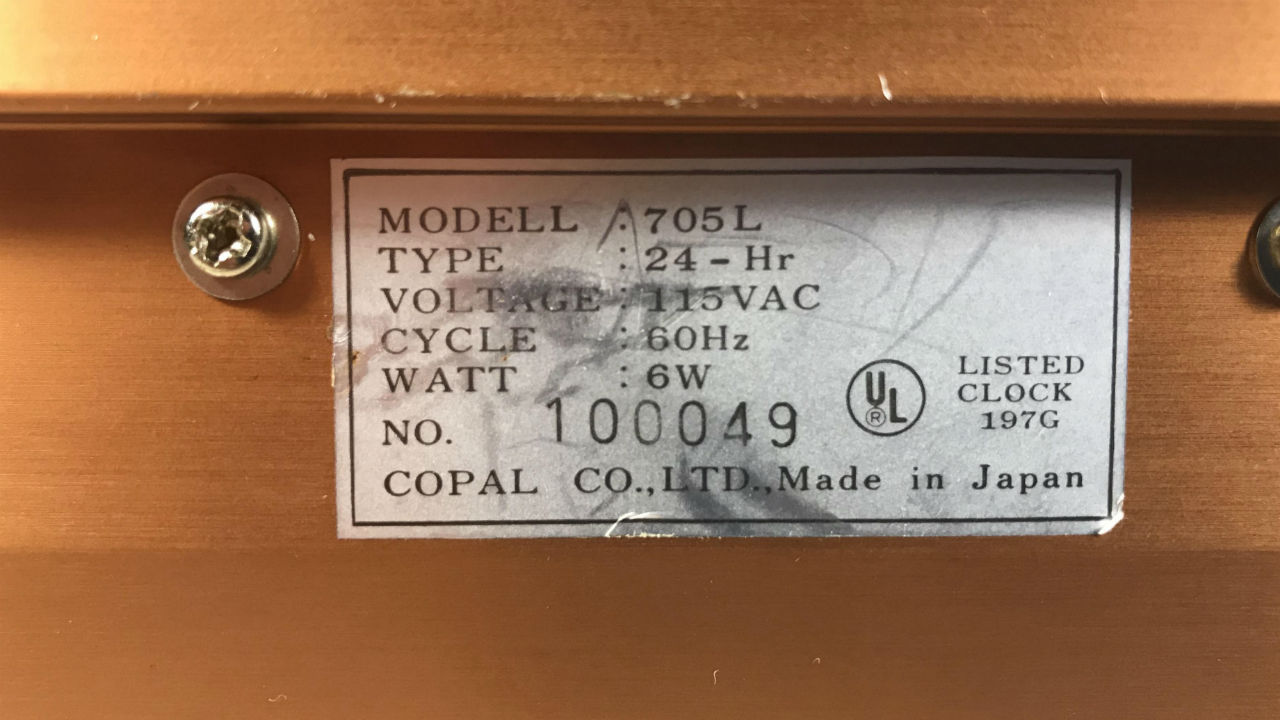 MODELL : 705L
TYPE : 24-Hr
VOLTAGE : 115VAC
CYCLE : 60Hz
WATT : 6W
NO. 100049
UL ®
LISTED
CLOCK
197G
COPAL CO.,LTD.,Made in Japan